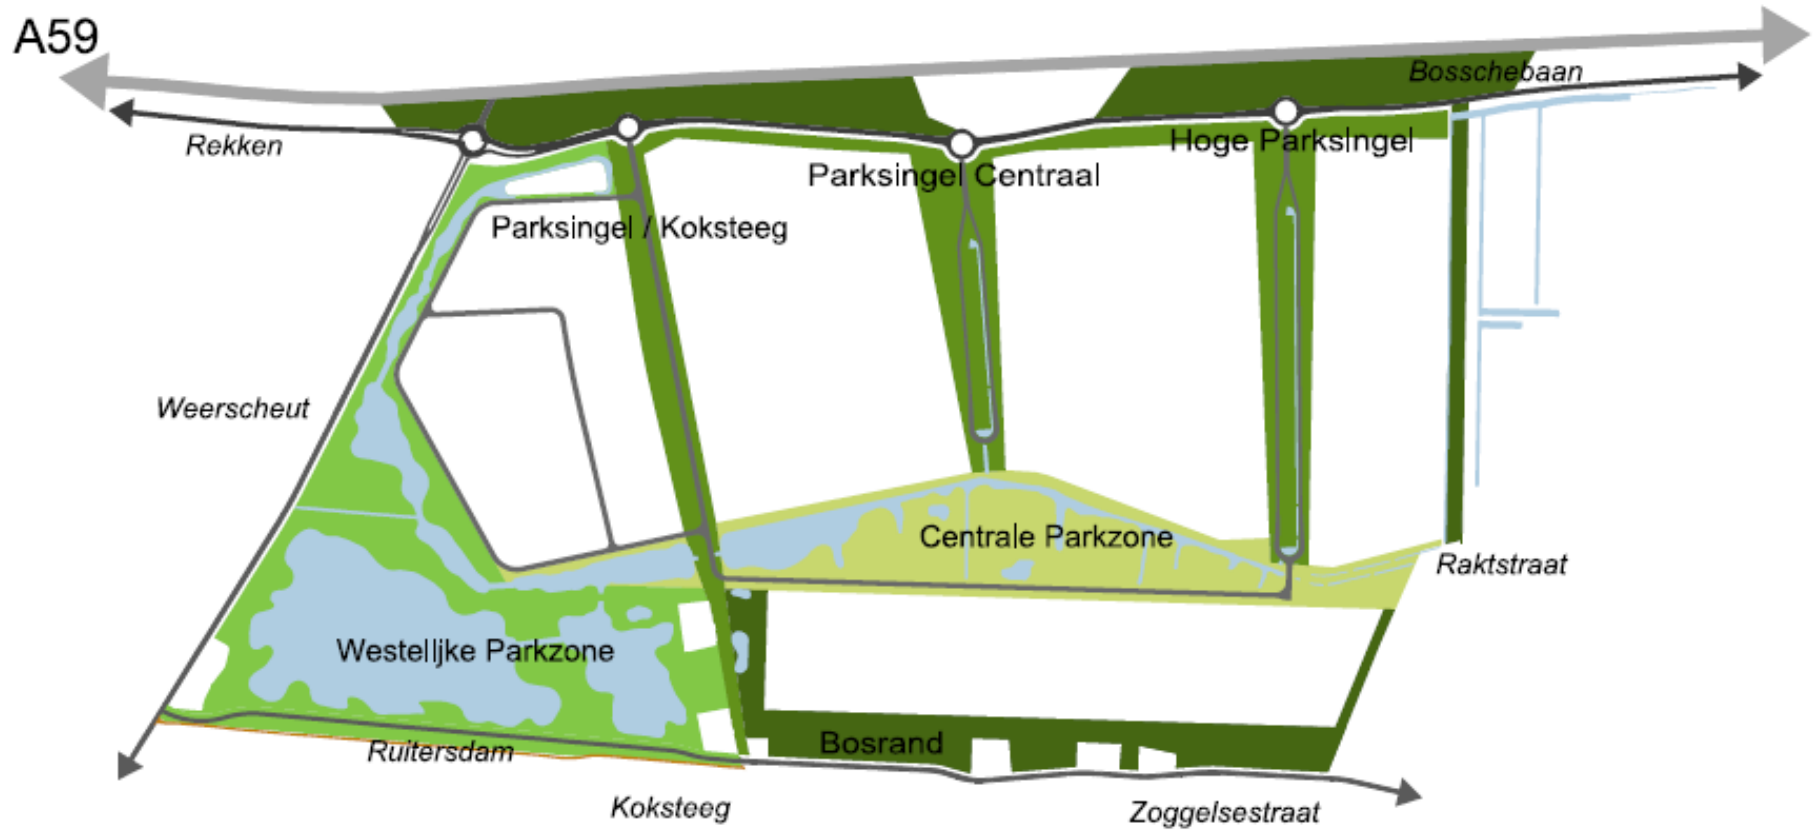 A59
Bosschebaan
Rekken
Hoge Parksingel
Parksingel Centraal
Parksingel / Koksteeg
Weerscheut
Centrale Parkzone
Raktstraat
Westelijke Parkzone
Bosrand
Ruitersdam
Koksteeg
Zoggelsestraat